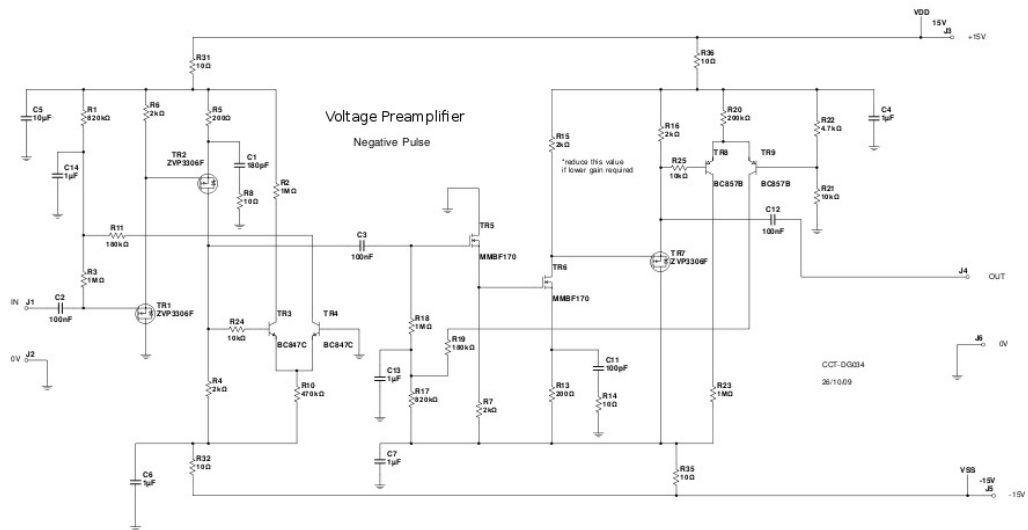 VDD
15V
J3
+15V
R31
10Ω
R36
10Ω
C5
10µF
R1
820kΩ
R6
2kΩ
R5
200Ω
Voltage Preamplifier
Negative Pulse
R15
2kΩ
R16
2kΩ
R20
200kΩ
R22
4.7kΩ
C4
1µF
TR2
ZVP3306F
C1
180pF
C14
1µF
R2
1MΩ
R8
10Ω
*reduce this value
if lower gain required
R25
10kΩ
TR8
BC857B
TR9
BC857B
R21
10kΩ
R11
180kΩ
C3
100nF
TR5
MMBF170
C12
100nF
R3
1MΩ
TR6
MMBF170
TR7
ZVP3306F
J4
OUT
IN
J1
C2
100nF
TR1
ZVP3306F
R24
10kΩ
TR3
BC847C
TR4
BC847C
R18
1MΩ
R19
180kΩ
J6
0V
0V
J2
C11
100pF
CCT-DG034
26/10/09
R4
2kΩ
R10
470kΩ
C13
1µF
R17
820kΩ
R7
2kΩ
R13
200Ω
R14
10Ω
R23
1MΩ
C6
1µF
R32
10Ω
C7
1µF
R35
10Ω
VSS
-15V
J5
-15V